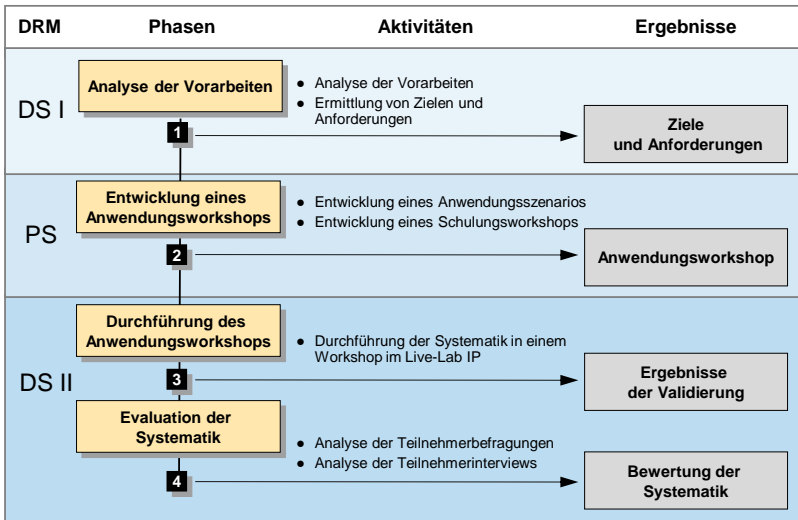 DRM Phasen Aktivitäten Ergebnisse
DS I
Analyse der Vorarbeiten
● Analyse der Vorarbeiten
● Ermittlung von Zielen und
Anforderungen
1
Ziele
und Anforderungen
PS
Entwicklung eines
Anwendungsworkshops
● Entwicklung eines Anwendungsszenarios
● Entwicklung eines Schulungsworkshops
2
Anwendungsworkshop
DS II
Durchführung des
Anwendungsworkshops
● Durchführung der Systematik in einem
Workshop im Live-Lab IP
3
Ergebnisse
der Validierung
Evaluation der
Systematik
● Analyse der Teilnehmerbefragungen
● Analyse der Teilnehmerinterviews
4
Bewertung der
Systematik